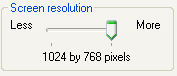 Screen resolution
Less More
1024 by 768 pixels